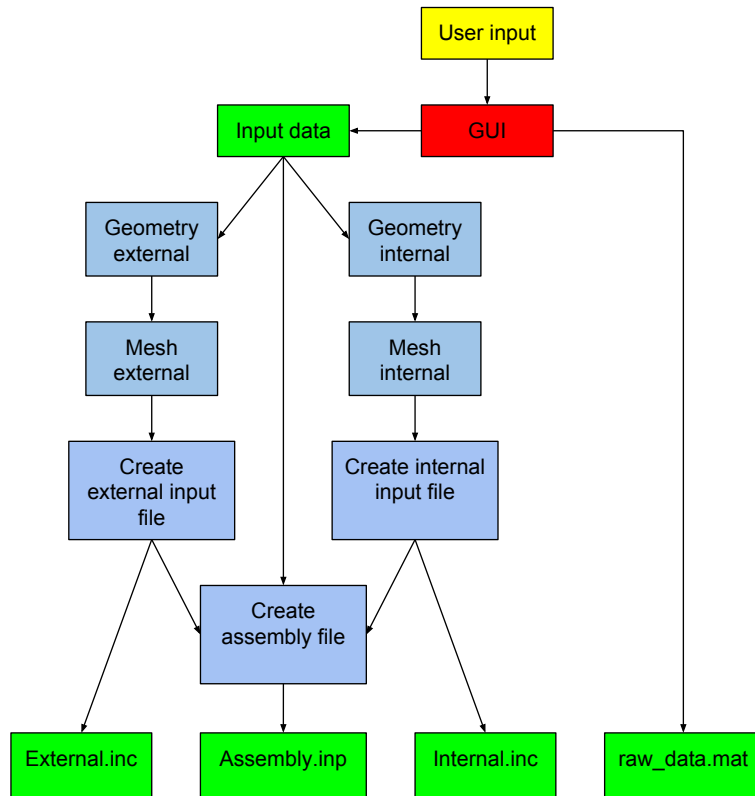 User input
Input data
GUI
Geometry
external
Geometry
internal
Mesh
external
Mesh
internal
Create
external input
file
Create internal
input file
Create
assembly file
External.inc
Assembly.inp
Internal.inc
raw_data.mat